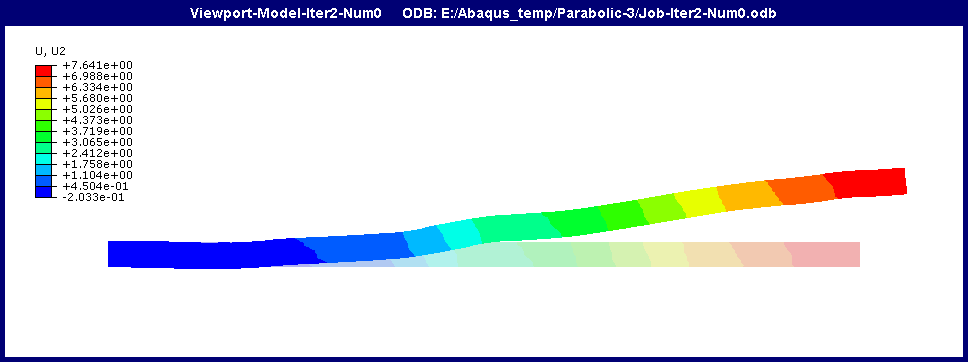 Viewport-Model-Iter2-Num0     ODB: E:/Abaqus_temp/Parabolic-3/Job-Iter2-Num0.odb
U, U2
+7.641e+00
+6.988e+00
+6.334e+00
+5.680e+00
+5.026e+00
+4.373e+00
+3.719e+00
+3.065e+00
+2.412e+00
+1.758e+00
+1.104e+00
+4.504e-01
-2.033e-01